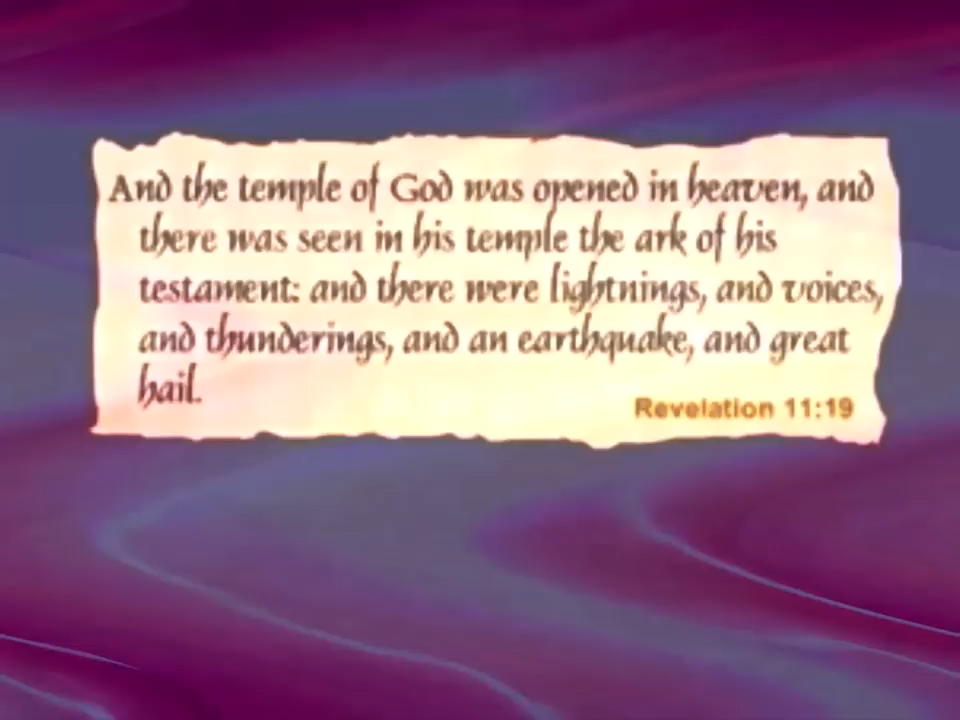 And the temple of God was opened in heaven, and
there was seen in his temple the ark of his
testament: and there were lightnings, and voices,
and thunderings, and an earthquake, and great
hail.
Revelation 11:19